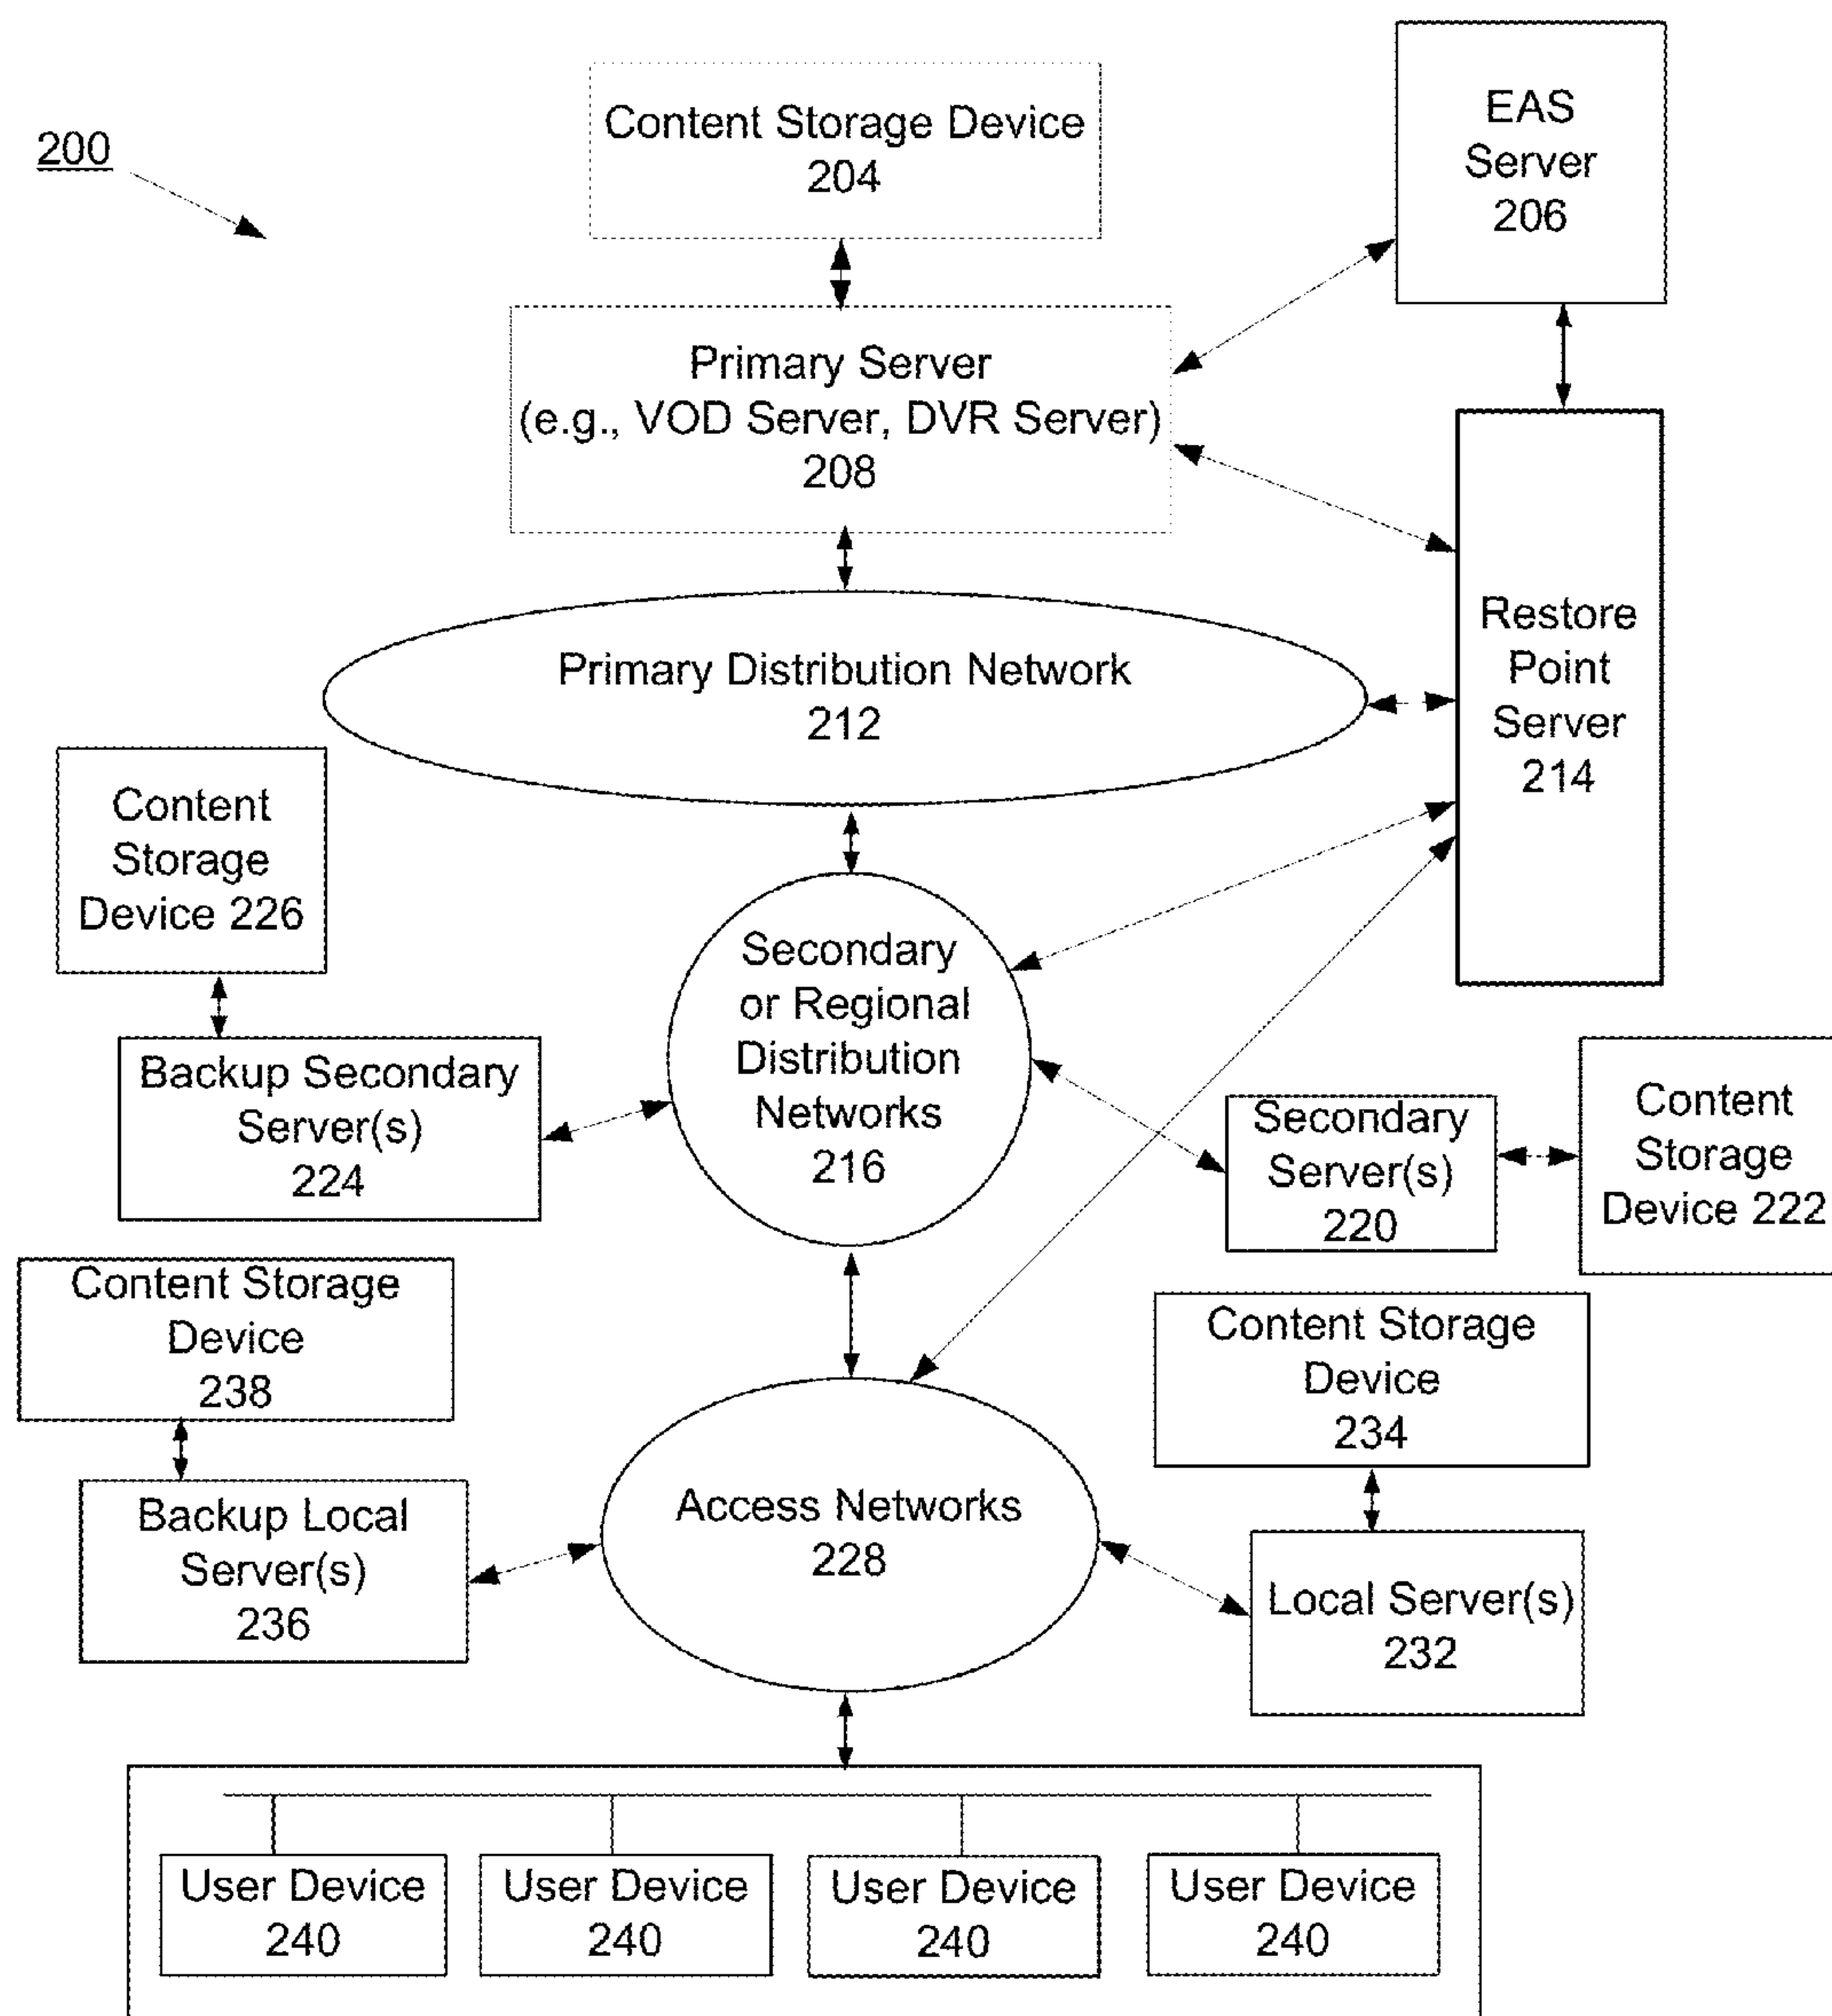 200
Content Storage Device
204
EAS
Server
206
Primary Server
(e.g., VOD Server, DVR Server)
208
Primary Distribution Network
212
Restore
Point
Server
214
Content
Storage
Device 226
Secondary
or Regional
Distribution
Networks
216
Backup Secondary
Server(s)
224
Secondary
Server(s)
220
Content
Storage
Device 222
Content Storage
Device
238
Content Storage
Device
234
Backup Local
Server(s)
236
Access Networks
228
Local Server(s)
232
User Device
240
User Device
240
User Device
240
User Device
240